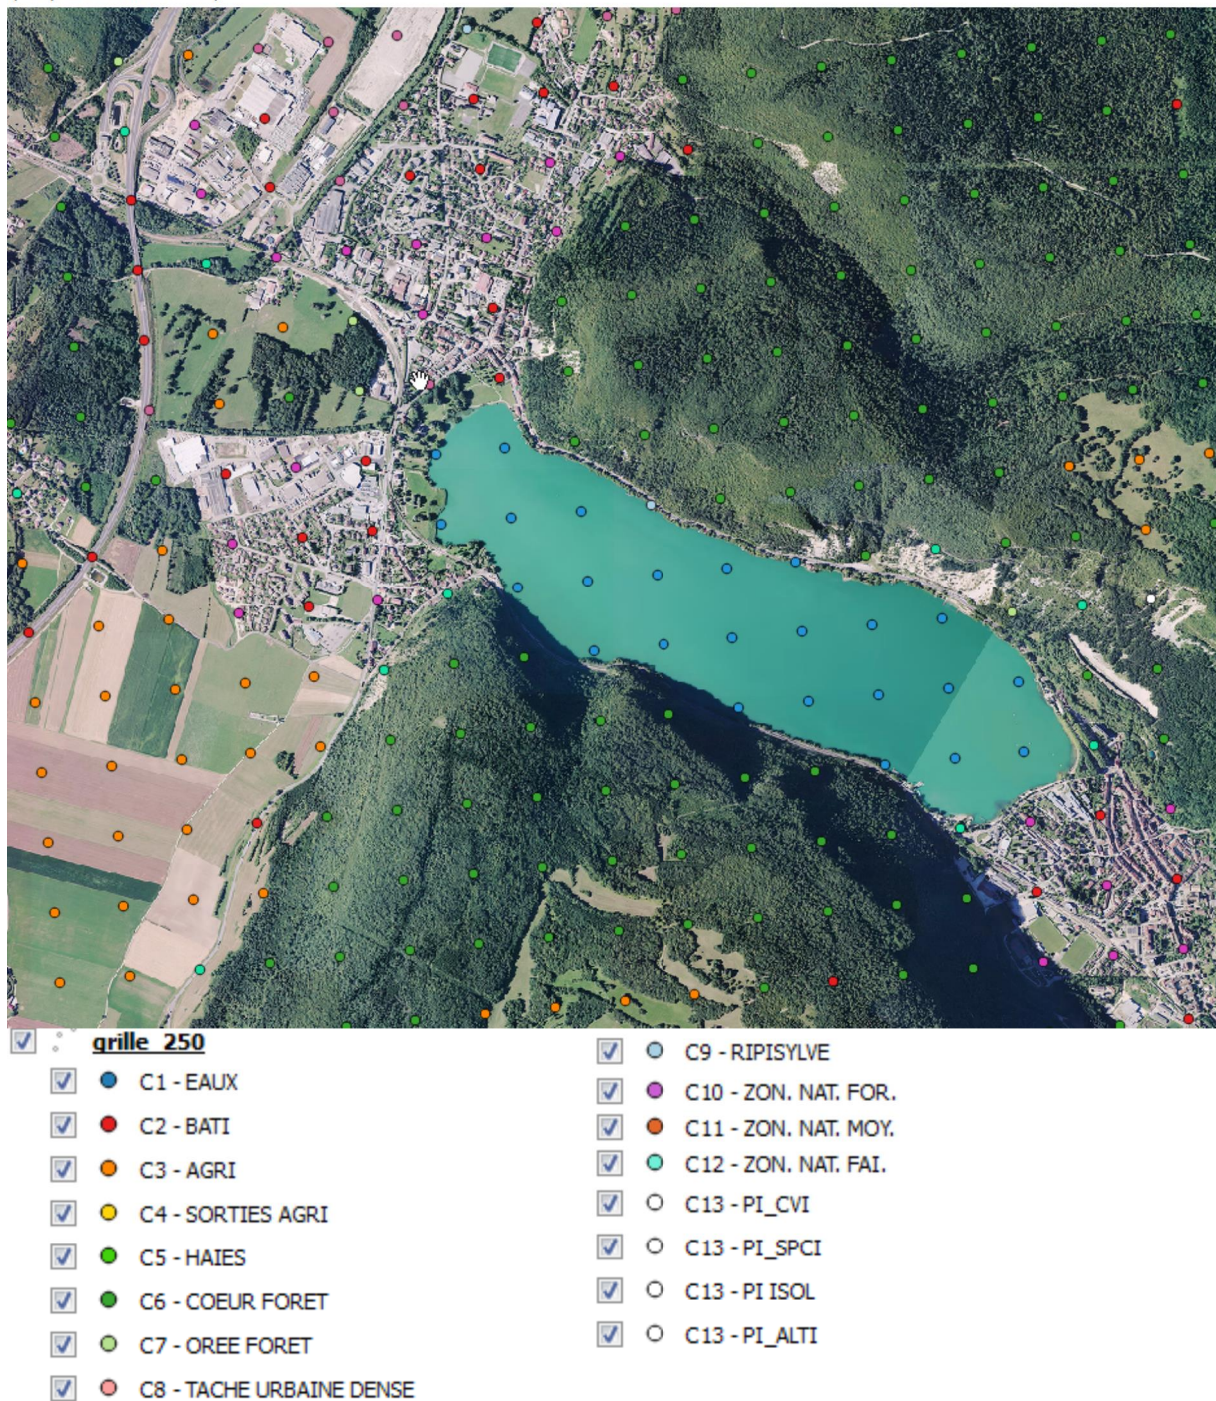 grille_250
C1 - EAUX
C2 - BATI
C3 - AGRI
C4 - SORTIES AGRI
C5 - HAIES
C6 - COEUR FORET
C7 - OREE FORET
C8 - TACHE URBAINE DENSE
C9 - RIPISYLVE
C10 - ZON. NAT. FOR.
C11 - ZON. NAT. MOY.
C12 - ZON. NAT. FAI.
C13 - PI_CVI
C13 - PI_SPCI
C13 - PI ISOL
C13 - PI_ALTI